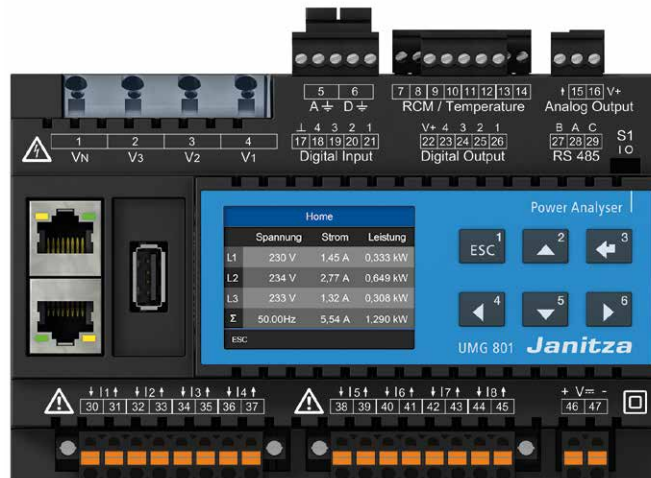 5 6
A ⏚ D ⏚
7 8 9 10 11 12 13 14
RCM / Temperature
15 16 V+
Analog Output
1 2 3 4
VN V3 V2 V1
⊥ 4 3 2 1
17 18 19 20 21
Digital Input
V+ 4 3 2 1
22 23 24 25 26
Digital Output
B A C
27 28 29
RS 485
S1
I O
Power Analyser
Home
Spannung Strom Leistung
L1 230 V 1,45 A 0,333 kW
L2 234 V 2,77 A 0,649 kW
L3 233 V 1,32 A 0,308 kW
Σ 50.00Hz 5,54 A 1,290 kW
ESC
ESC 1
2
3
4
5
6
UMG 801 Janitza
I1 I2 I3 I4
30 31 32 33 34 35 36 37
I5 I6 I7 I8
38 39 40 41 42 43 44 45
+ V= -
46 47